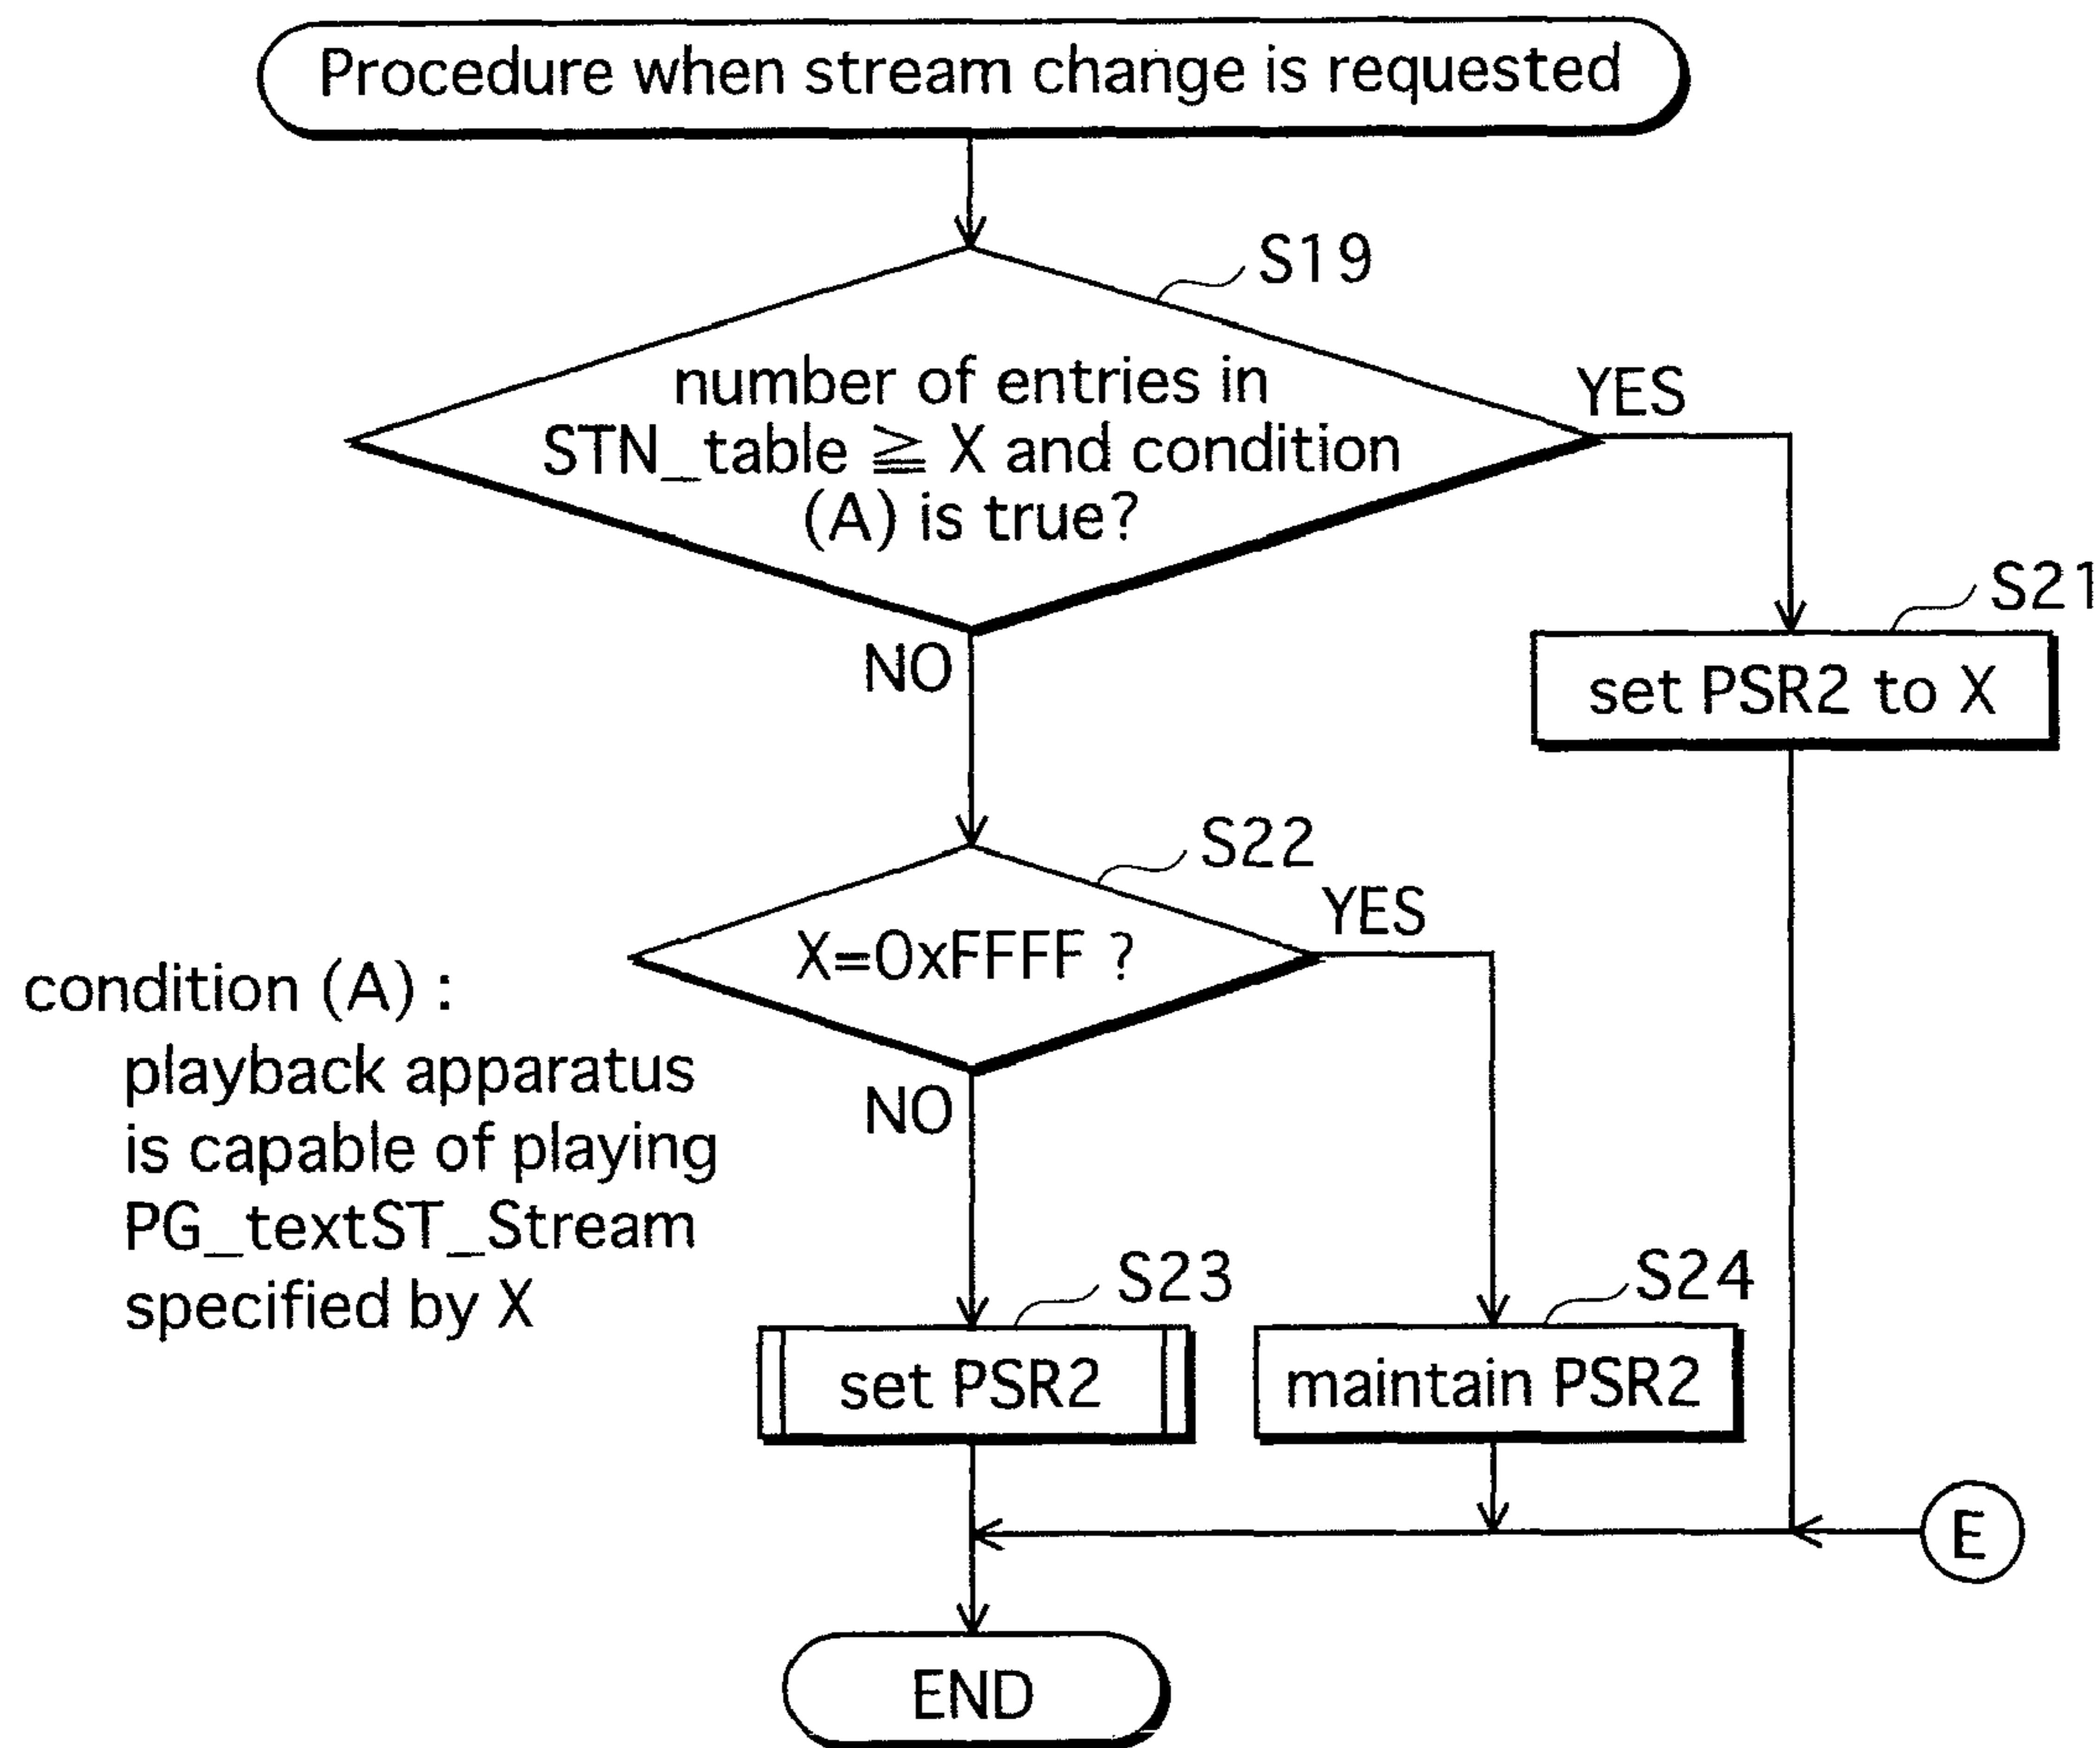 Procedure when stream change is requested
S19
number of entries in
STN_table ≧ X and condition
(A) is true?
YES
S21
set PSR2 to X
NO
S22
X=0xFFFF ?
YES
condition (A) :
playback apparatus
is capable of playing
PG_textST_Stream
specified by X
NO
S23
set PSR2
S24
maintain PSR2
E
END